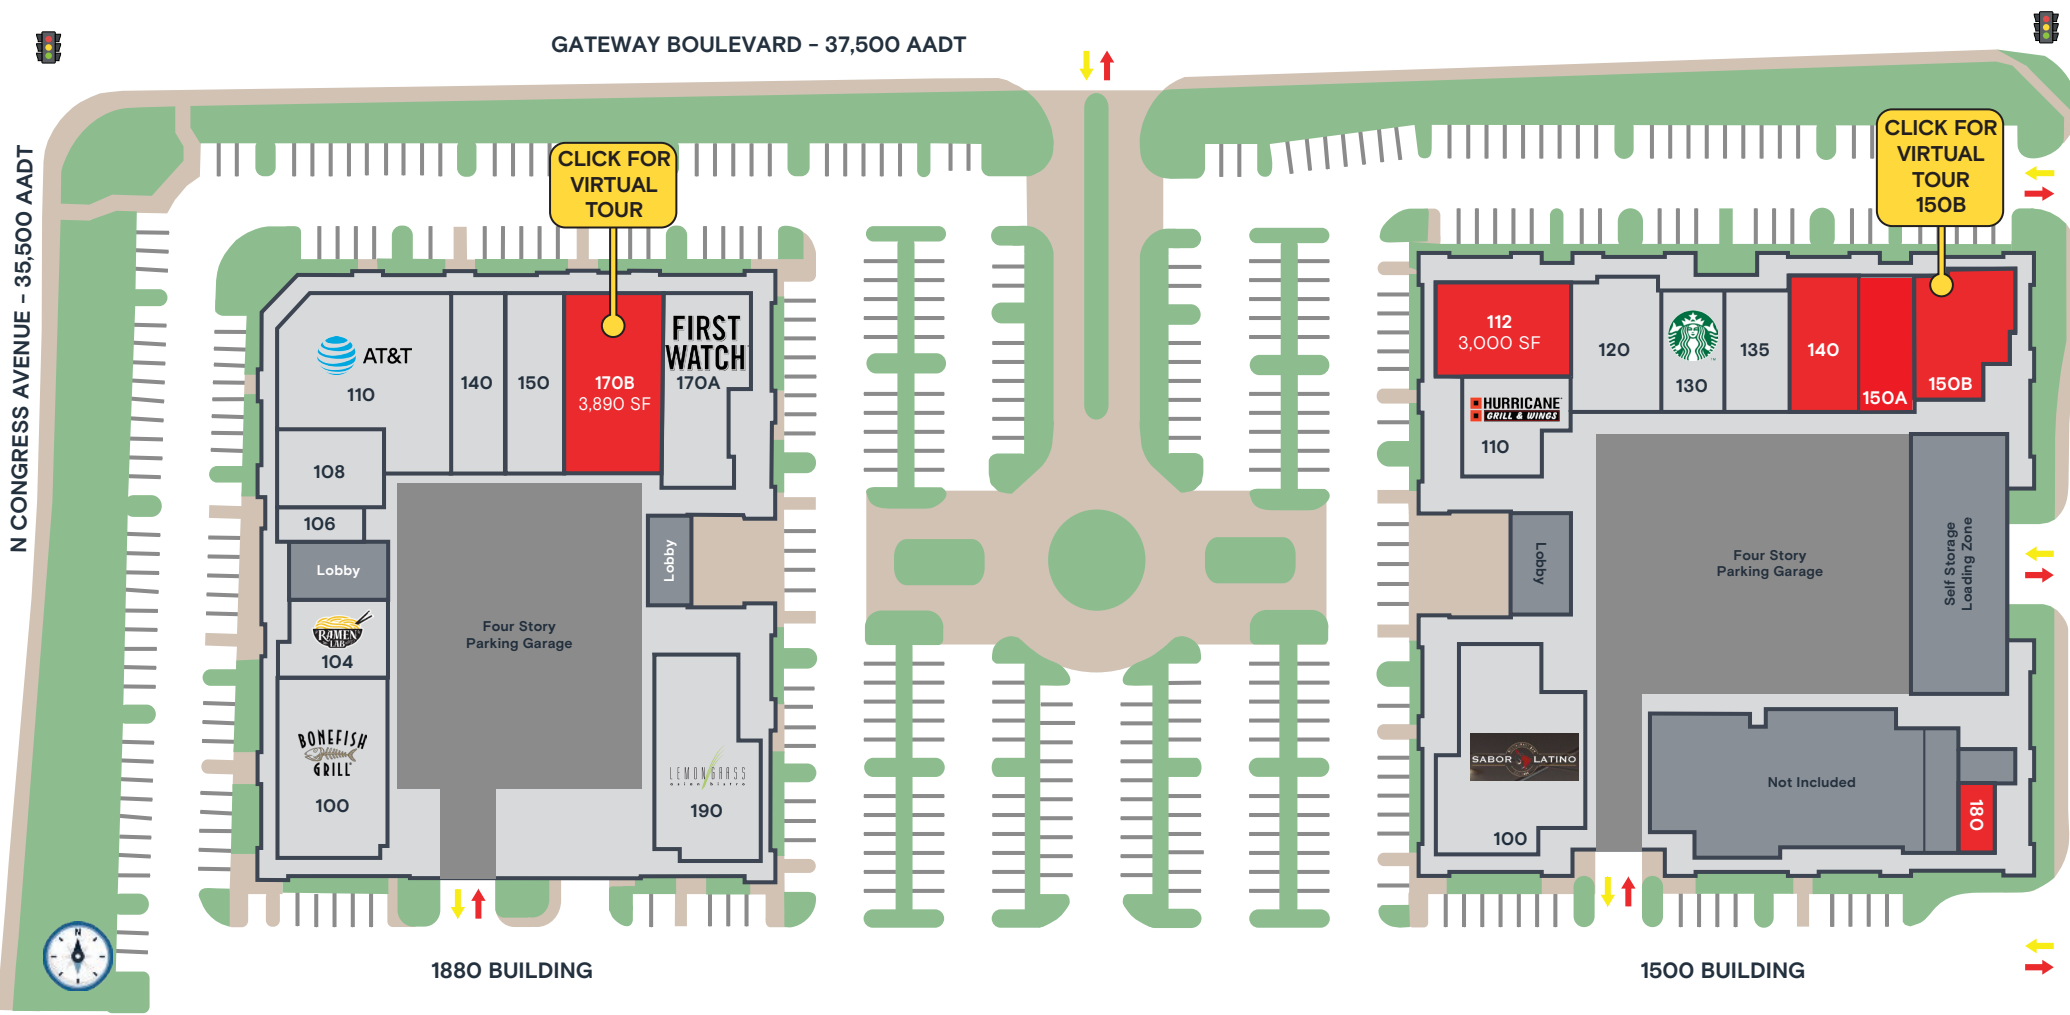 GATEWAY BOULEVARD - 37,500 AADT
N CONGRESS AVENUE - 35,500 AADT
CLICK FOR
VIRTUAL
TOUR
CLICK FOR
VIRTUAL
TOUR
150B
AT&T
110
140
150
170B
3,890 SF
FIRST
WATCH
170A
108
106
Lobby
RAMEN
LAB
104
BONEFISH
GRILL
100
Four Story
Parking Garage
Lobby
LEMONGRASS
asian bistro
190
1880 BUILDING
N
112
3,000 SF
HURRICANE
GRILL & WINGS
110
120
130
135
140
150A
150B
Lobby
Four Story
Parking Garage
Self Storage
Loading Zone
SABOR LATINO
100
Not Included
180
1500 BUILDING